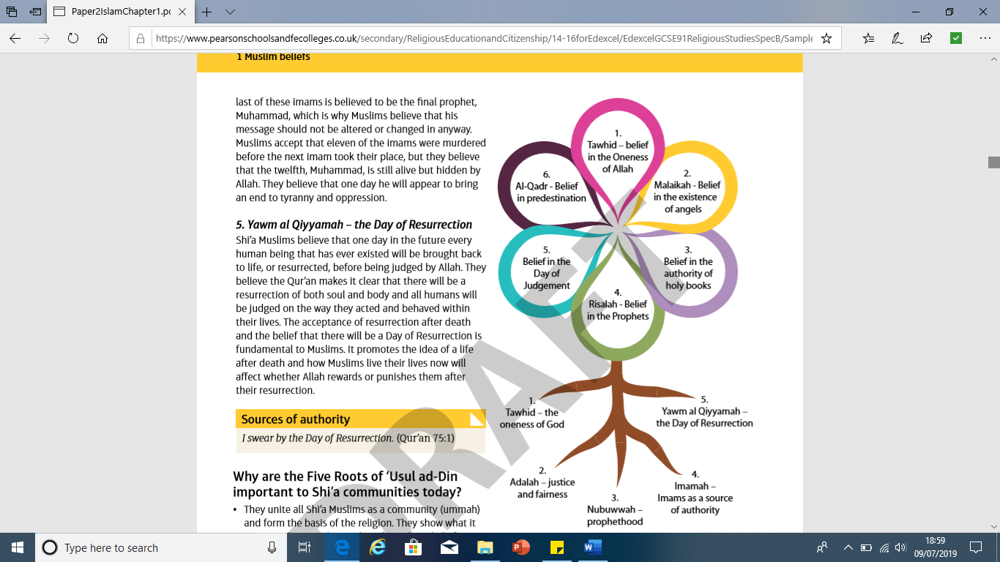 Paper2IslamChapter1.pc
https://www.pearsonschoolsandfecolleges.co.uk/secondary/ReligiousEducationandCitizenship/14-16forEdexcel/EdexcelGCSE91ReligiousStudiesSpecB/Sample
1 Muslim beliefs
last of these imams is believed to be the final prophet,
Muhammad, which is why Muslims believe that his
message should not be altered or changed in anyway.
Muslims accept that eleven of the imams were murdered
before the next imam took their place, but they believe
that the twelfth, Muhammad, is still alive but hidden by
Allah. They believe that one day he will appear to bring
an end to tyranny and oppression.
5. Yawm al Qiyyamah – the Day of Resurrection
Shi’a Muslims believe that one day in the future every
human being that has ever existed will be brought back
to life, or resurrected, before being judged by Allah. They
believe the Qur’an makes it clear that there will be a
resurrection of both soul and body and all humans will
be judged on the way they acted and behaved within
their lives. The acceptance of resurrection after death
and the belief that there will be a Day of Resurrection is
fundamental to Muslims. It promotes the idea of a life
after death and how Muslims live their lives now will
affect whether Allah rewards or punishes them after
their resurrection.
Sources of authority
I swear by the Day of Resurrection. (Qur’an 75:1)
Why are the Five Roots of ‘Usul ad-Din
important to Shi’a communities today?
• They unite all Shi’a Muslims as a community (ummah)
and form the basis of the religion. They show what it
1.
Tawhid – belief
in the Oneness
of Allah
2.
Malaikah - Belief
in the existence
of angels
3.
Belief in the
authority of
holy books
4.
Risalah - Belief
in the Prophets
5.
Belief in the
Day of
Judgement
6.
Al-Qadr - Belief
in predestination
1.
Tawhid – the
oneness of God
2.
Adalah – justice
and fairness
3.
Nubuwwah –
prophethood
4.
Imamah –
Imams as a source
of authority
5.
Yawm al Qiyyamah –
the Day of Resurrection
DRAFT
Type here to search
18:59
09/07/2019